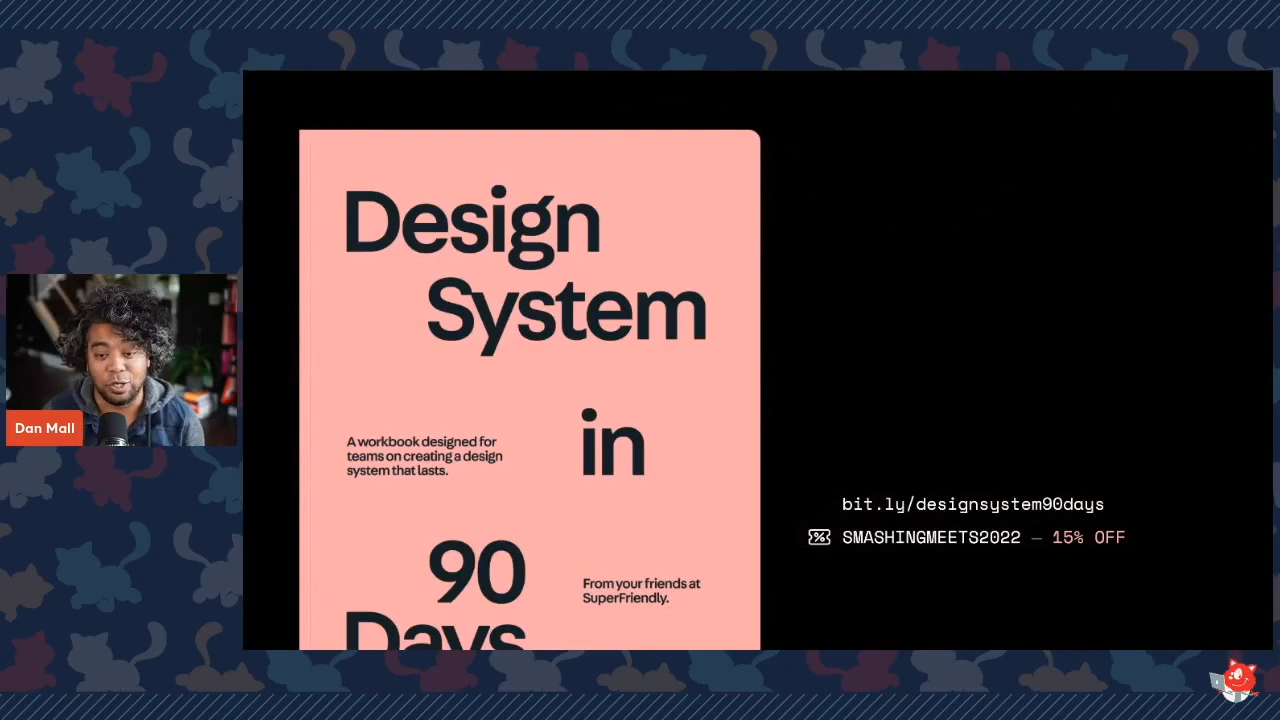 Design
System
in
A workbook designed for
teams on creating a design
system that lasts.
90
From your friends at
SuperFriendly.
Days
bit.ly/designsystem90days
SMASHINGMEETS2022 — 15% OFF
Dan Mall